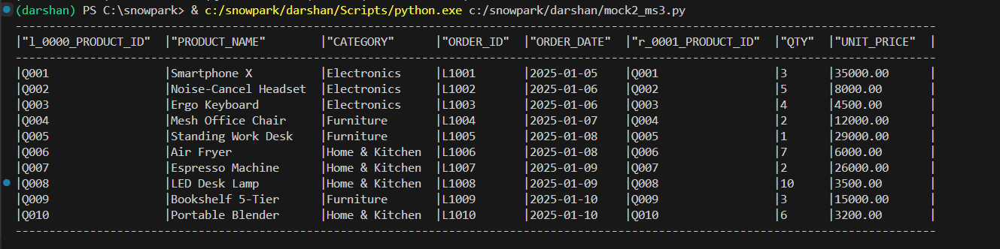 (darshan) PS C:\snowpark> & c:/snowpark/darshan/Scripts/python.exe c:/snowpark/darshan/mock2_ms3.py
----------------------------------------------------------------------------------------------------------------------------------
|"l_0000_PRODUCT_ID"  |"PRODUCT_NAME"        |"CATEGORY"      |"ORDER_ID"  |"ORDER_DATE"  |"r_0001_PRODUCT_ID"  |"QTY"  |"UNIT_PRICE"  |
----------------------------------------------------------------------------------------------------------------------------------
|Q001                 |Smartphone X          |Electronics     |L1001       |2025-01-05    |Q001                 |3      |35000.00      |
|Q002                 |Noise-Cancel Headset  |Electronics     |L1002       |2025-01-06    |Q002                 |5      |8000.00       |
|Q003                 |Ergo Keyboard         |Electronics     |L1003       |2025-01-06    |Q003                 |4      |4500.00       |
|Q004                 |Mesh Office Chair     |Furniture       |L1004       |2025-01-07    |Q004                 |2      |12000.00      |
|Q005                 |Standing Work Desk    |Furniture       |L1005       |2025-01-08    |Q005                 |1      |29000.00      |
|Q006                 |Air Fryer             |Home & Kitchen  |L1006       |2025-01-08    |Q006                 |7      |6000.00       |
|Q007                 |Espresso Machine      |Home & Kitchen  |L1007       |2025-01-09    |Q007                 |2      |26000.00      |
|Q008                 |LED Desk Lamp         |Home & Kitchen  |L1008       |2025-01-09    |Q008                 |10     |3500.00       |
|Q009                 |Bookshelf 5-Tier      |Furniture       |L1009       |2025-01-10    |Q009                 |3      |15000.00      |
|Q010                 |Portable Blender      |Home & Kitchen  |L1010       |2025-01-10    |Q010                 |6      |3200.00       |
----------------------------------------------------------------------------------------------------------------------------------